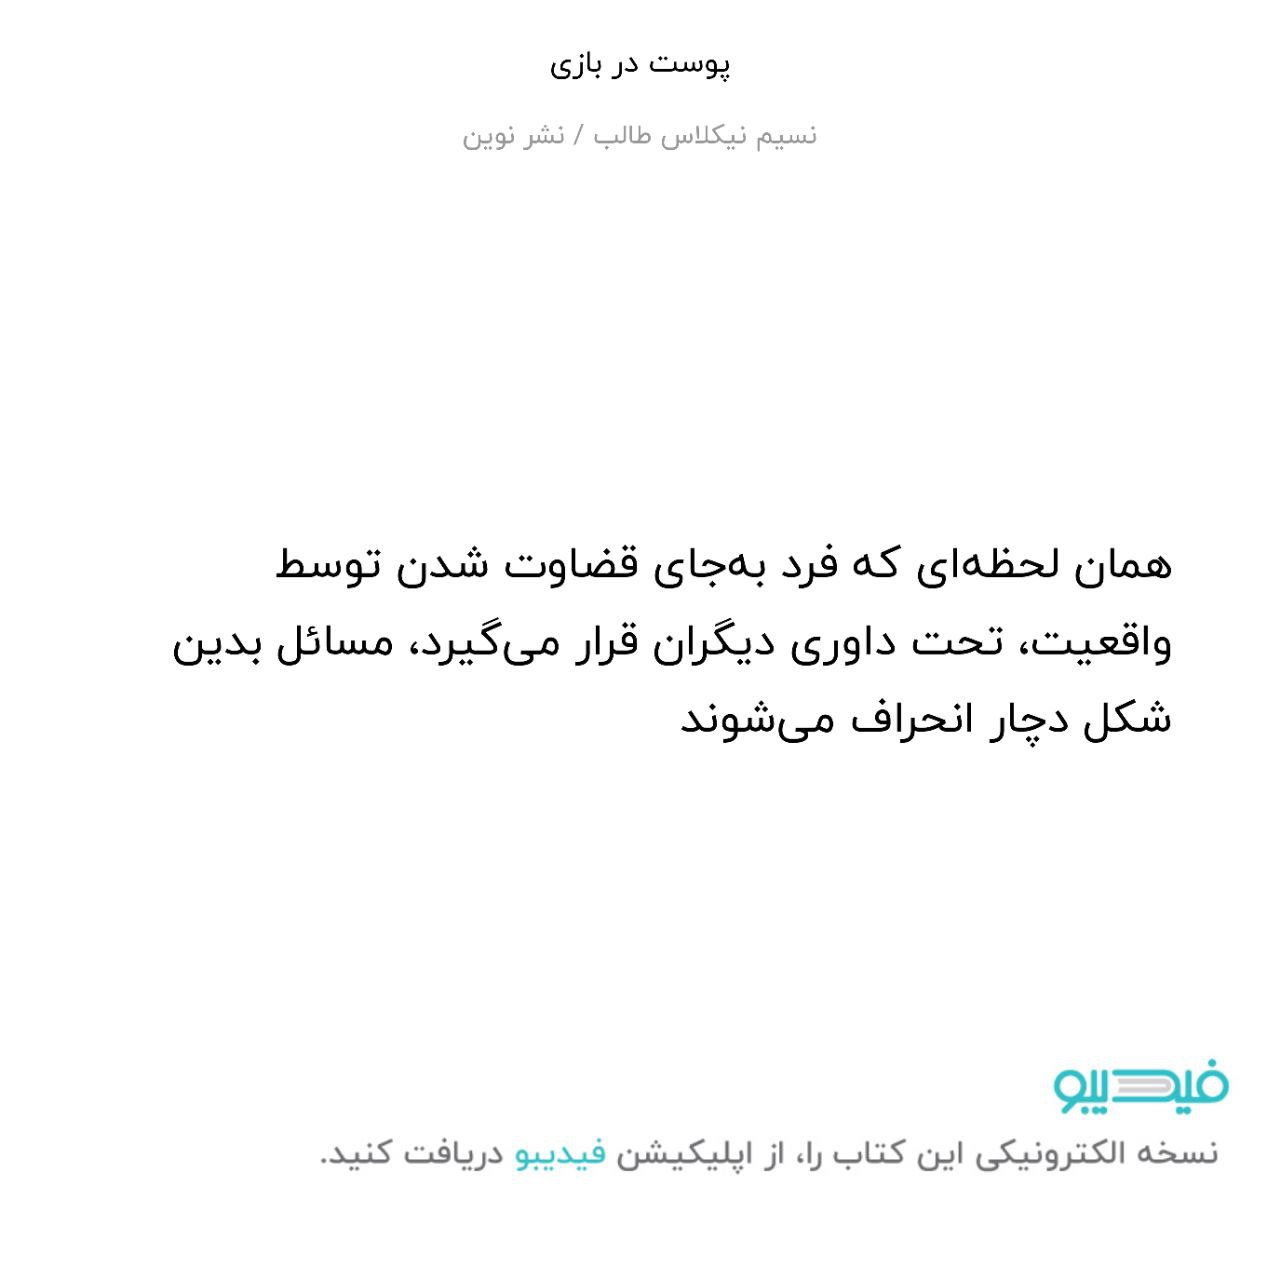 پوست در بازی
نسیم نیکلاس طالب / نشر نوین
همان لحظه‌ای که فرد به‌جای قضاوت شدن توسط
واقعیت، تحت داوری دیگران قرار می‌گیرد، مسائل بدین
شکل دچار انحراف می‌شوند
فیدیبو
نسخه الکترونیکی این کتاب را، از اپلیکیشن فیدیبو دریافت کنید.